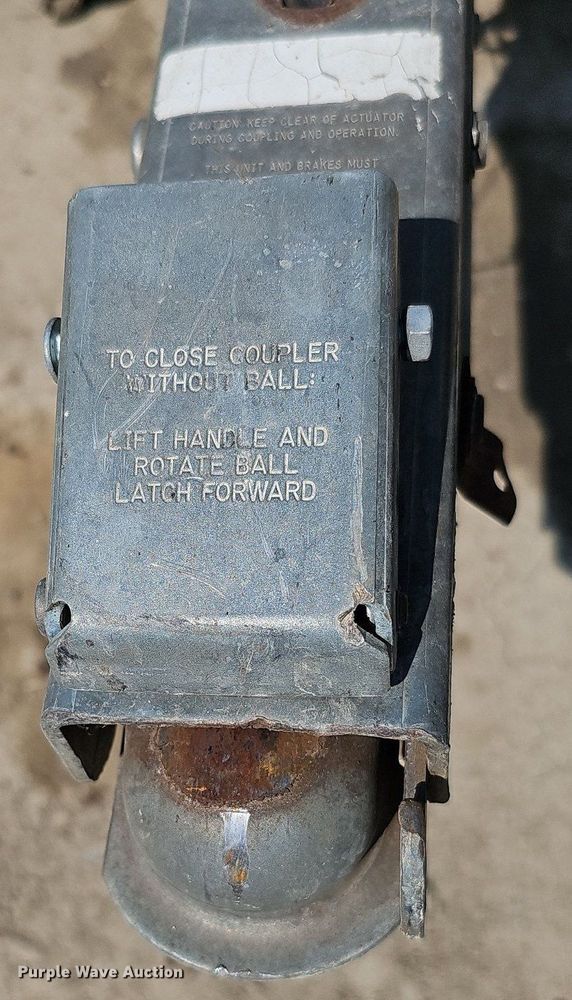 CAUTION: KEEP CLEAR OF ACTUATOR
DURING COUPLING AND OPERATION.
THIS UNIT AND BRAKES MUST
TO CLOSE COUPLER
WITHOUT BALL:
LIFT HANDLE AND
ROTATE BALL
LATCH FORWARD
Purple Wave Auction